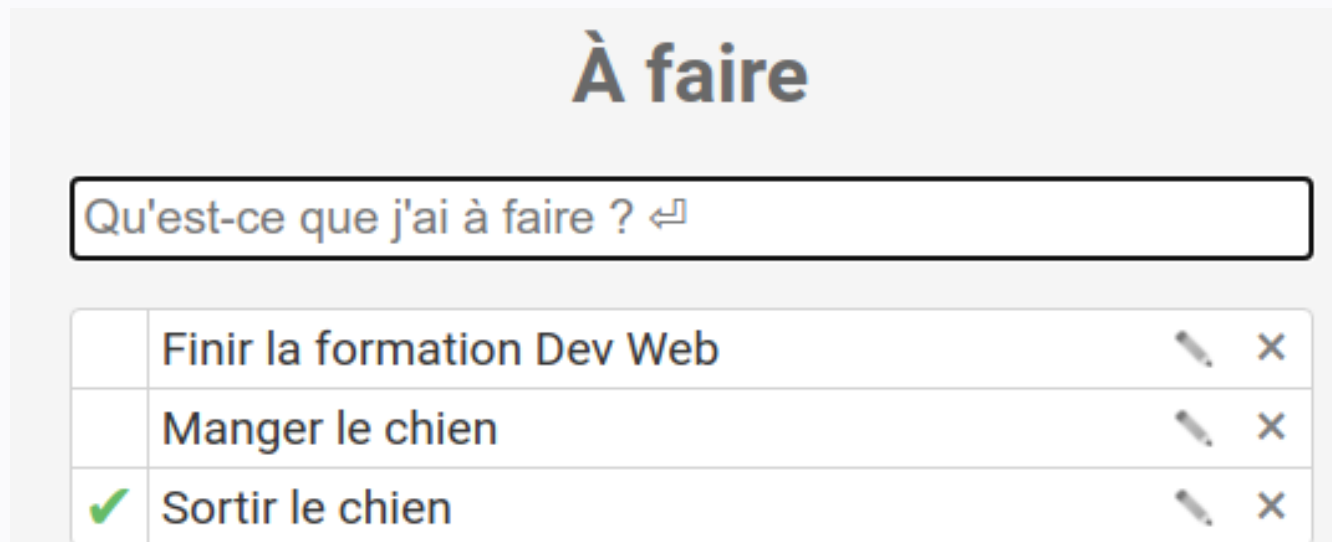 À faire
Qu'est-ce que j'ai à faire ? ⏎
Finir la formation Dev Web
Manger le chien
Sortir le chien